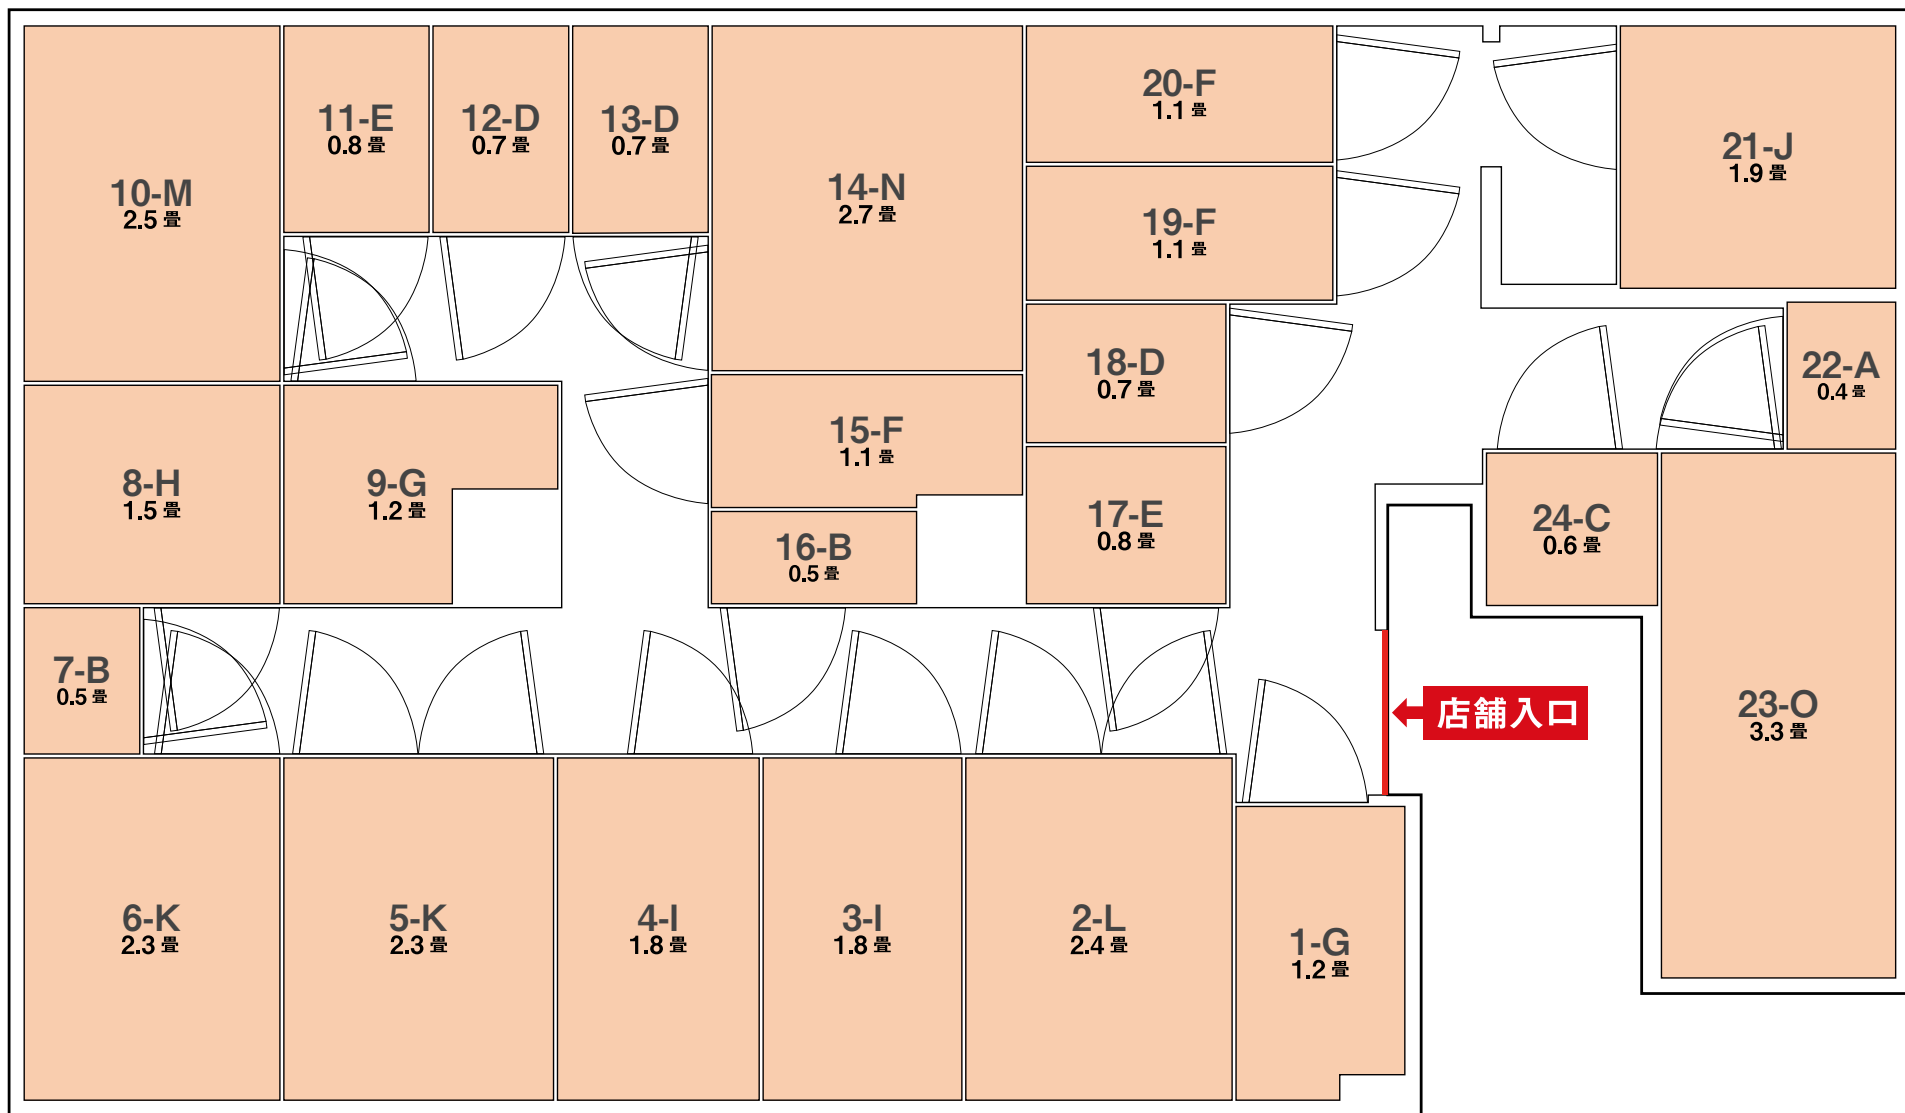 10-M
2.5 畳
11-E
0.8 畳
12-D
0.7 畳
13-D
0.7 畳
14-N
2.7 畳
20-F
1.1 畳
19-F
1.1 畳
21-J
1.9 畳
18-D
0.7 畳
22-A
0.4 畳
8-H
1.5 畳
9-G
1.2 畳
15-F
1.1 畳
16-B
0.5 畳
17-E
0.8 畳
24-C
0.6 畳
7-B
0.5 畳
店舗入口
23-O
3.3 畳
6-K
2.3 畳
5-K
2.3 畳
4-I
1.8 畳
3-I
1.8 畳
2-L
2.4 畳
1-G
1.2 畳